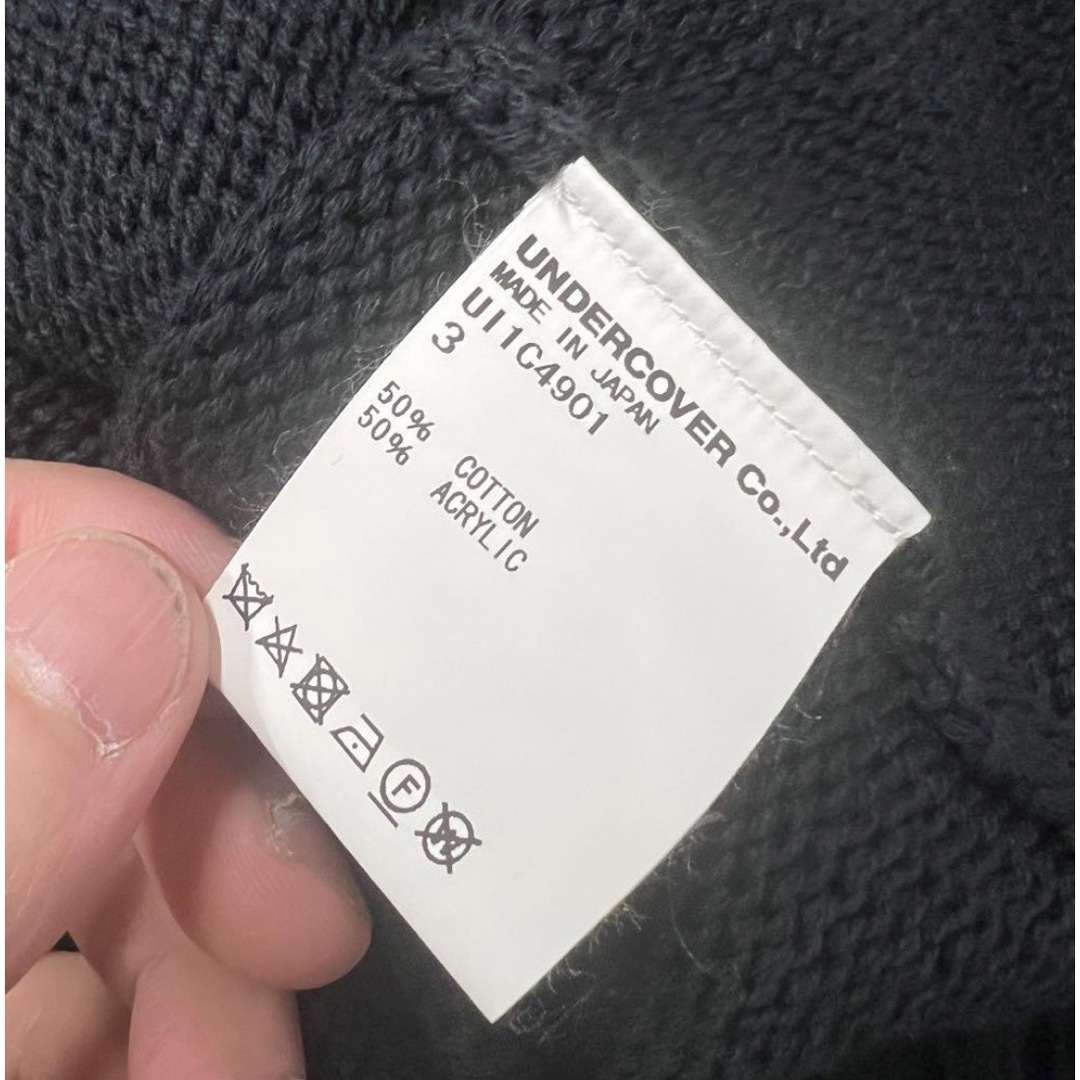 UNDERCOVER Co.,Ltd
MADE IN JAPAN
UI1C4901
3
50% COTTON
50% ACRYLIC
F
W